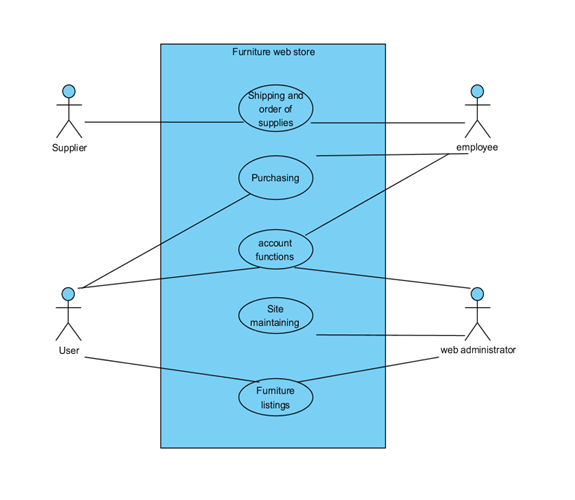 Furniture web store
Shipping and
order of
supplies
Supplier
employee
Purchasing
account
functions
Site
maintaining
User
web administrator
Furniture
listings